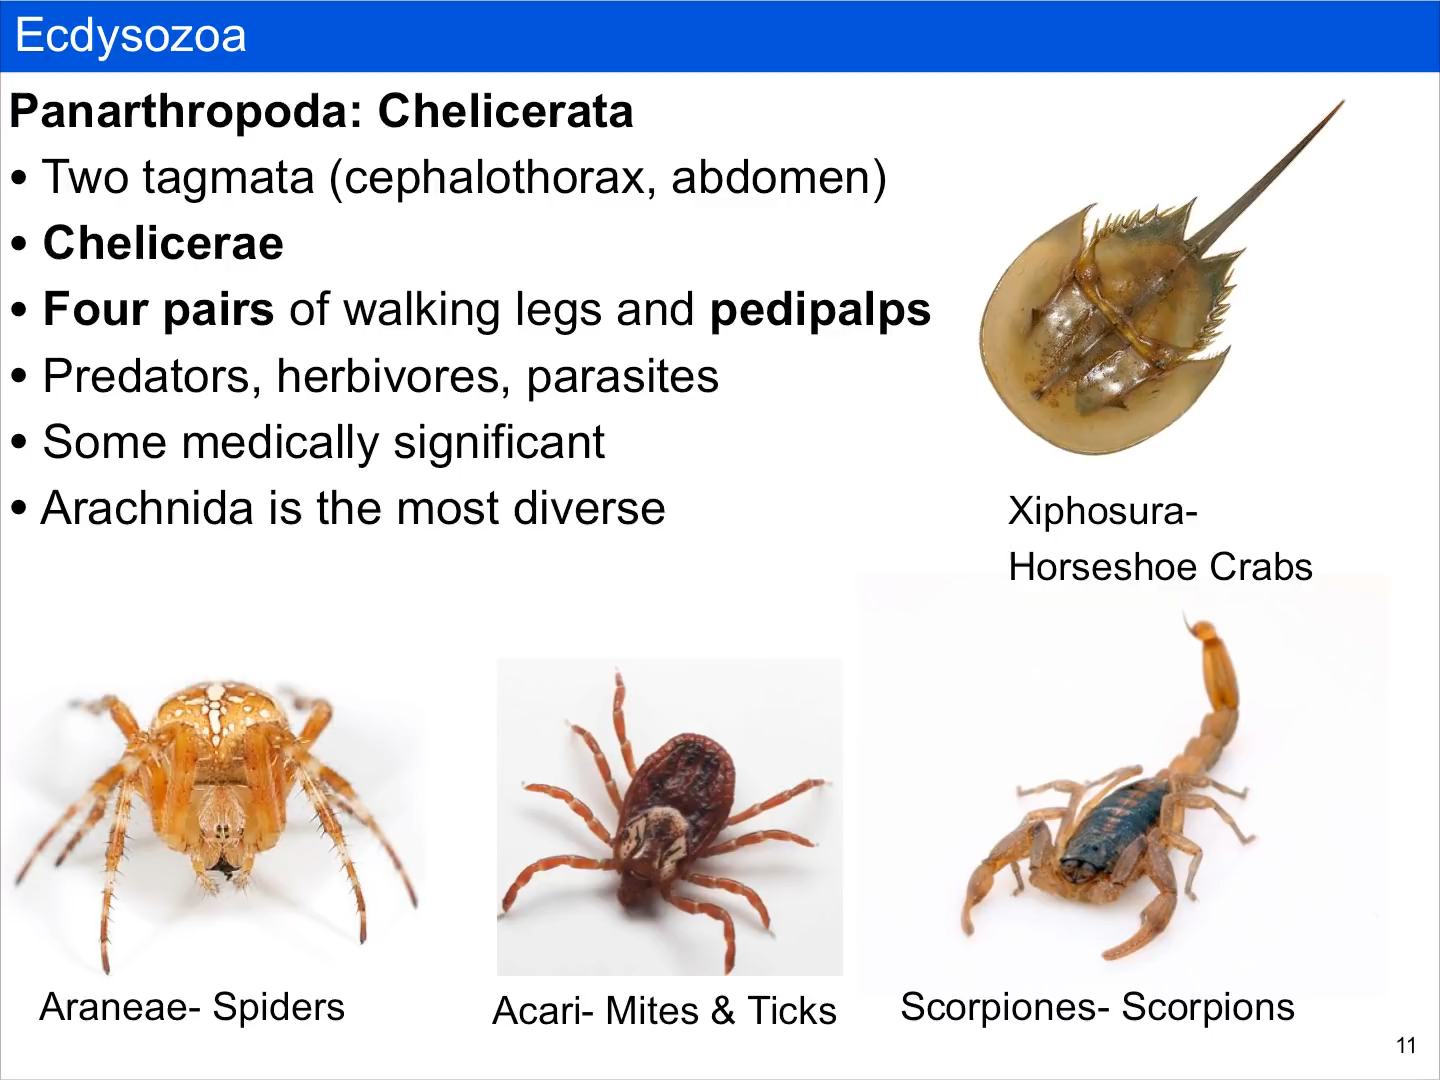 Ecdysozoa
Panarthropoda: Chelicerata
• Two tagmata (cephalothorax, abdomen)
• Chelicerae
• Four pairs of walking legs and pedipalps
• Predators, herbivores, parasites
• Some medically significant
• Arachnida is the most diverse
Xiphosura-
Horseshoe Crabs
Araneae- Spiders
Acari- Mites & Ticks
Scorpiones- Scorpions
11